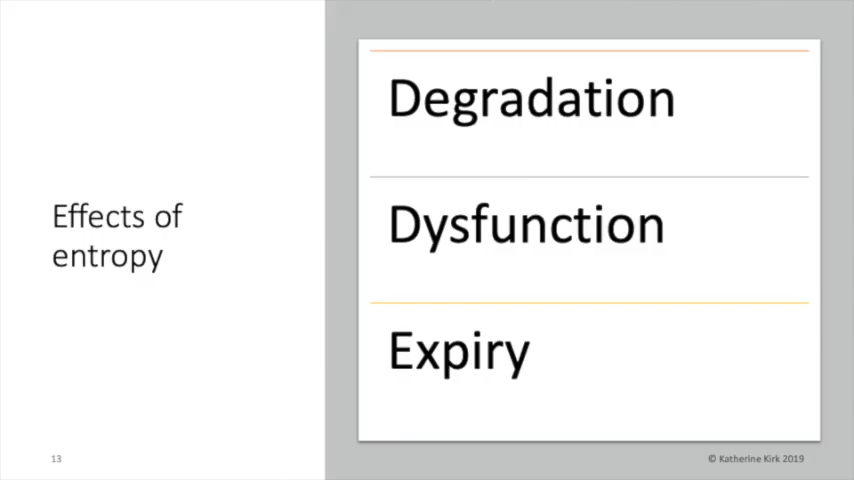 Effects of
entropy
Degradation
Dysfunction
Expiry
13
© Katherine Kirk 2019